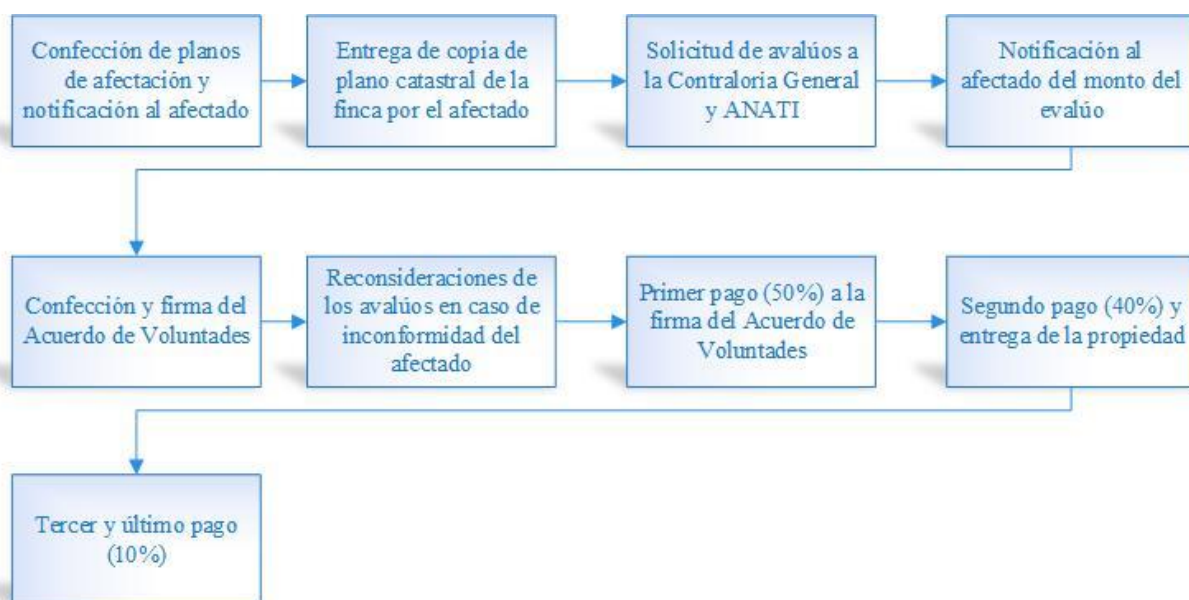 Confección de planos
de afectación y
notificación al afectado
Entrega de copia de
plano catastral de la
finca por el afectado
Solicitud de avalúos a
la Contraloría General
y ANATI
Notificación al
afectado del monto del
evalúo
Confección y firma del
Acuerdo de Voluntades
Reconsideraciones de
los avalúos en caso de
inconformidad del
afectado
Primer pago (50%) a la
firma del Acuerdo de
Voluntades
Segundo pago (40%) y
entrega de la propiedad
Tercer y último pago
(10%)